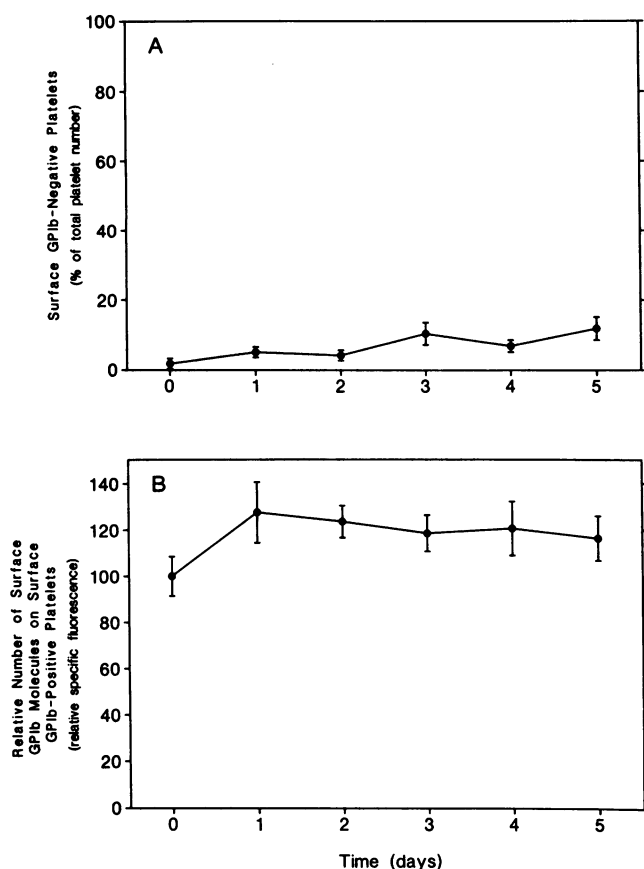 A
Surface GPIb-Negative Platelets
(% of total platelet number)
100
80
60
40
20
0
0 1 2 3 4 5
B
Relative Number of Surface
GPIb Molecules on Surface
GPIb-Positive Platelets
(relative specific fluorescence)
140
120
100
80
60
40
20
0
0 1 2 3 4 5
Time (days)